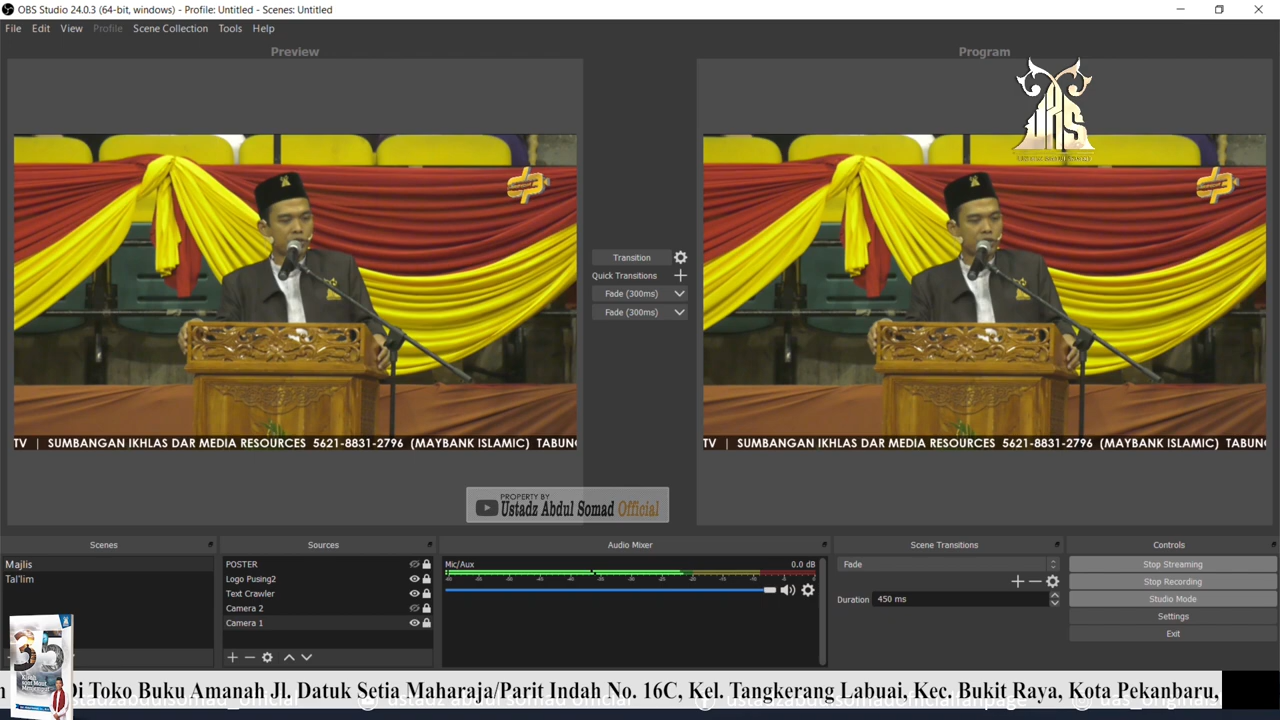 OBS Studio 24.0.3 (64-bit, windows) - Profile: Untitled - Scenes: Untitled
File Edit View Profile Scene Collection Tools Help
Preview
Program
UAS
TV | SUMBANGAN IKHLAS DAR MEDIA RESOURCES 5621-8831-2796 (MAYBANK ISLAMIC) TABUNG
TV | SUMBANGAN IKHLAS DAR MEDIA RESOURCES 5621-8831-2796 (MAYBANK ISLAMIC) TABUNG
Transition
Quick Transitions
Fade (300ms)
Fade (300ms)
PROPERTY BY
Ustadz Abdul Somad Official
Scenes
Majlis
Tal'lim
Sources
POSTER
Logo Pusing2
Text Crawler
Camera 2
Camera 1
Audio Mixer
Mic/Aux 0.0 dB
Scene Transitions
Fade
Duration 450 ms
Controls
Stop Streaming
Stop Recording
Studio Mode
Settings
Exit
35
Di Toko Buku Amanah Jl. Datuk Setia Maharaja/Parit Indah No. 16C, Kel. Tangkerang Labuai, Kec. Bukit Raya, Kota Pekanbaru,